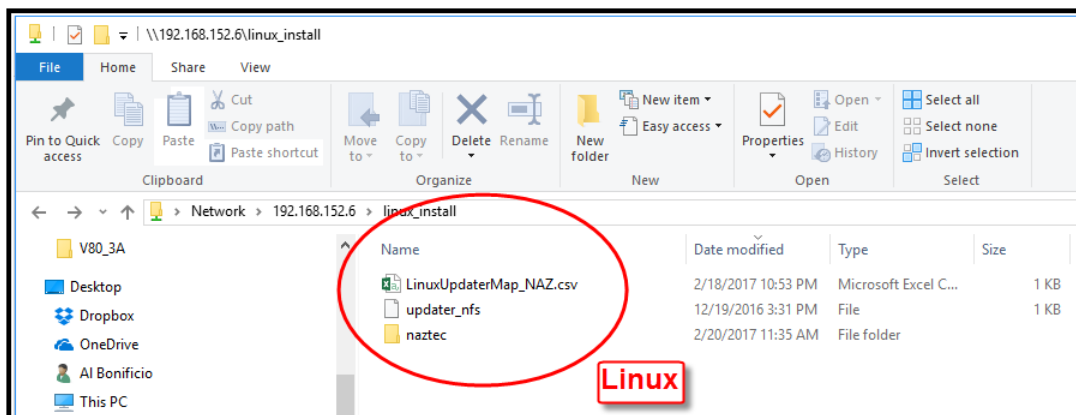 \\192.168.152.6\linux_install
File Home Share View
Pin to Quick access
Copy
Paste
Cut
Copy path
Paste shortcut
Clipboard
Move to
Copy to
Delete
Rename
Organize
New folder
New item
Easy access
New
Properties
Open
Edit
History
Open
Select all
Select none
Invert selection
Select
Network > 192.168.152.6 > linux_install
V80_3A
Desktop
Dropbox
OneDrive
Al Bonificio
This PC
Name Date modified Type Size
LinuxUpdaterMap_NAZ.csv 2/18/2017 10:53 PM Microsoft Excel C... 1 KB
updater_nfs 12/19/2016 3:31 PM File 1 KB
naztec 2/20/2017 11:35 AM File folder
Linux